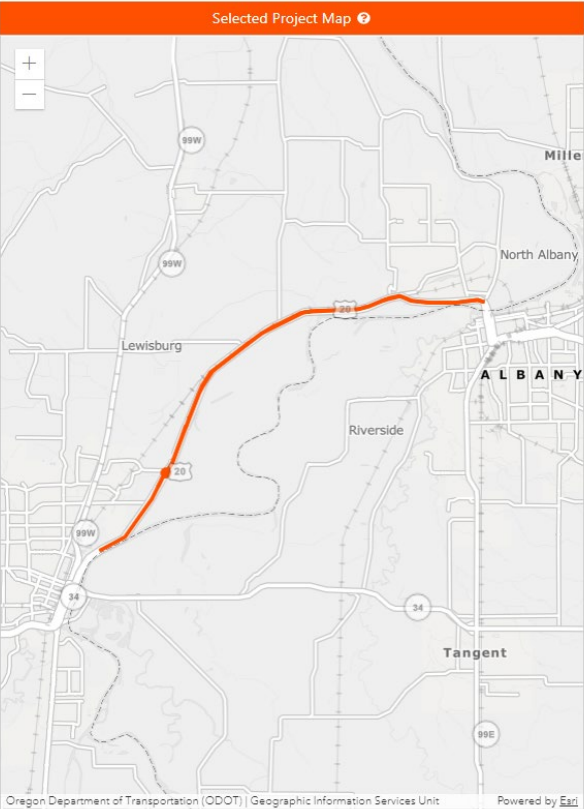 Selected Project Map ?
+
−
99W
Mille
North Albany
99W
20
Lewisburg
ALBANY
Riverside
20
99W
34
34
Tangent
99E
Oregon Department of Transportation (ODOT) | Geographic Information Services Unit
Powered by Esri